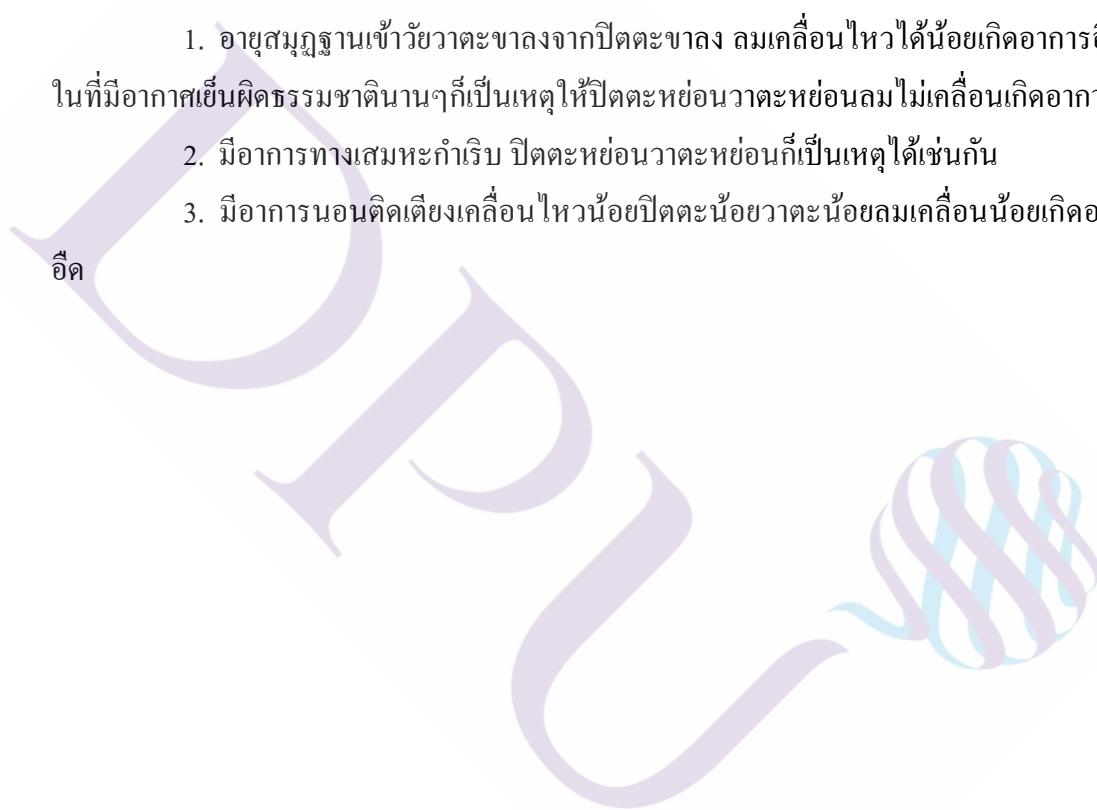 1. อายุสมุฏฐานเข้าวัยวาตะขาลงจากปิตตะขาลง ลมเคลื่อนไหวได้น้อยเกิดอาการ
ในที่มีอากาศเย็นผิดธรรมชาตินานๆก็เป็นเหตุให้ปิตตะหย่อนวาตะหย่อนลมไม่เคลื่อนเกิด
2. มีอาการทางเสมหะกำเริบ ปิตตะหย่อนวาตะหย่อนก็เป็นเหตุได้เช่นกัน
3. มีอาการนอนติดเตียงเคลื่อนไหวน้อยปิตตะน้อยวาตะน้อยลมเคลื่อนน้อยเกิด
อืด
DPU